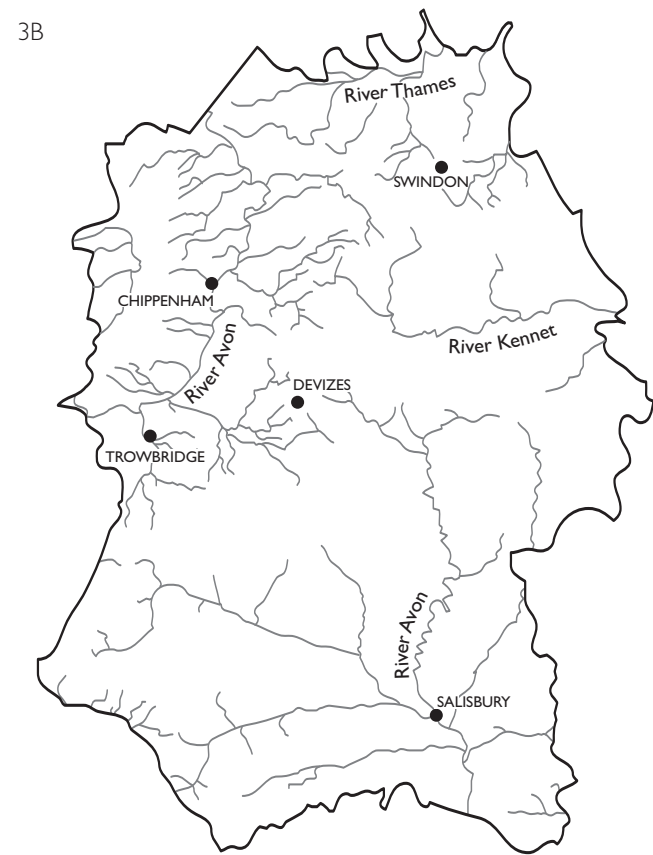 3B
River Thames
SWINDON
CHIPPENHAM
River Avon
River Kennet
DEVIZES
TROWBRIDGE
River Avon
SALISBURY